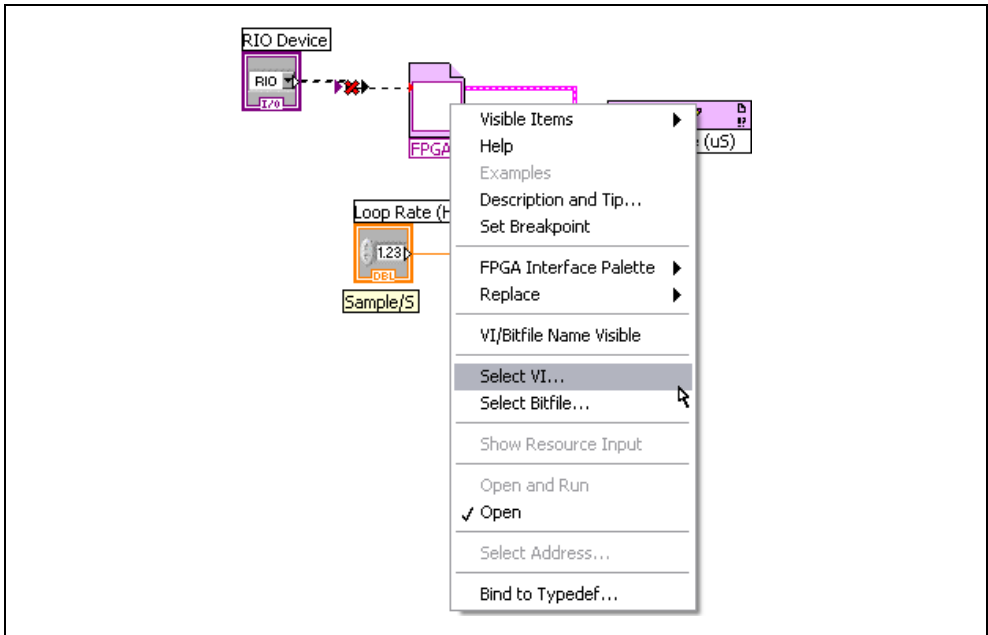 RIO Device
RIO
I/O
FPGA
(uS)
Loop Rate (H
1.23
DBL
Sample/S
Visible Items
Help
Examples
Description and Tip...
Set Breakpoint
FPGA Interface Palette
Replace
VI/Bitfile Name Visible
Select VI...
Select Bitfile...
Show Resource Input
Open and Run
Open
Select Address...
Bind to Typedef...